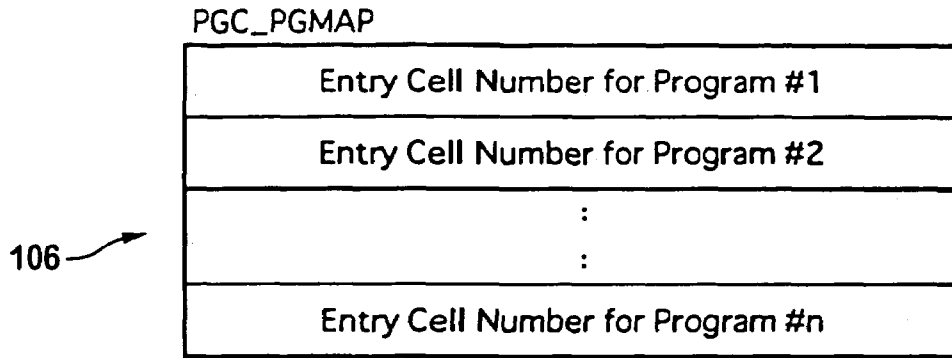 PGC_PGMAP
Entry Cell Number for Program #1
Entry Cell Number for Program #2
:
:
106
Entry Cell Number for Program #n